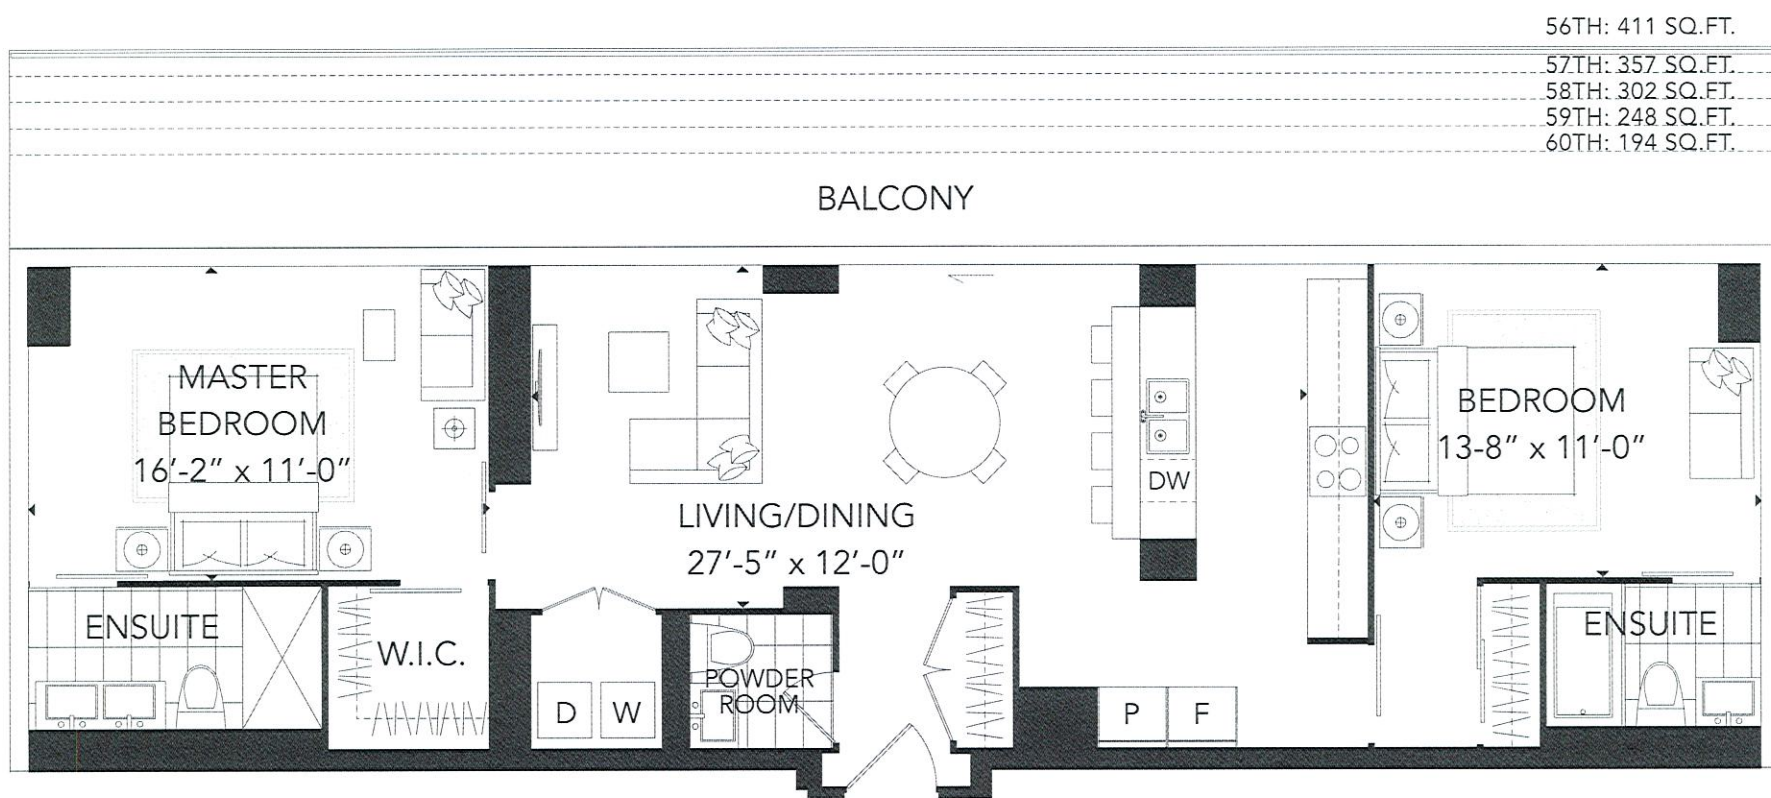 56TH: 411 SQ.FT.
57TH: 357 SQ.FT.
58TH: 302 SQ.FT.
59TH: 248 SQ.FT.
60TH: 194 SQ.FT.
BALCONY
MASTER
BEDROOM
16'-2" x 11'-0"
LIVING/DINING
27'-5" x 12'-0"
DW
BEDROOM
13-8" x 11'-0"
ENSUITE
W.I.C.
D
W
POWDER
ROOM
P
F
ENSUITE